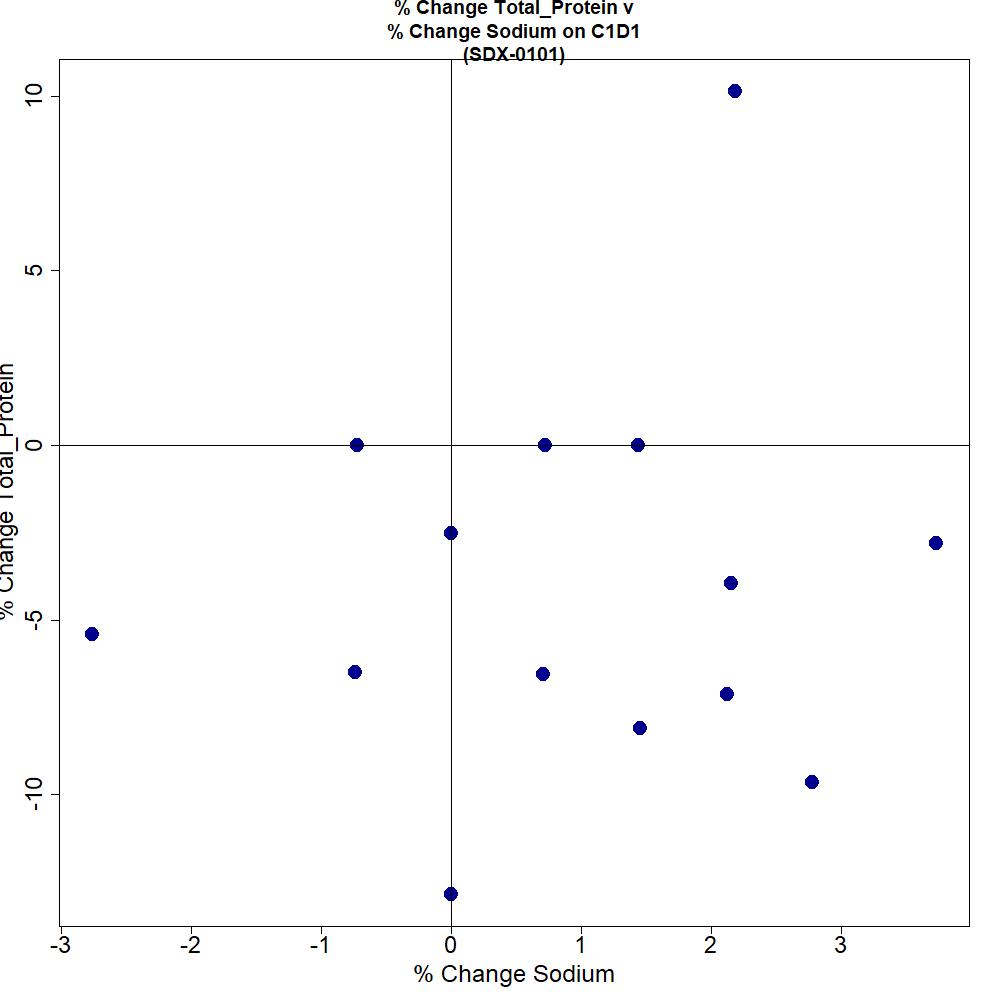 % Change Total_Protein v
% Change Sodium on C1D1
(SDX-0101)
10
5
0
-5
-10
% Change Total_Protein
-3
-2
-1
0
1
2
3
% Change Sodium